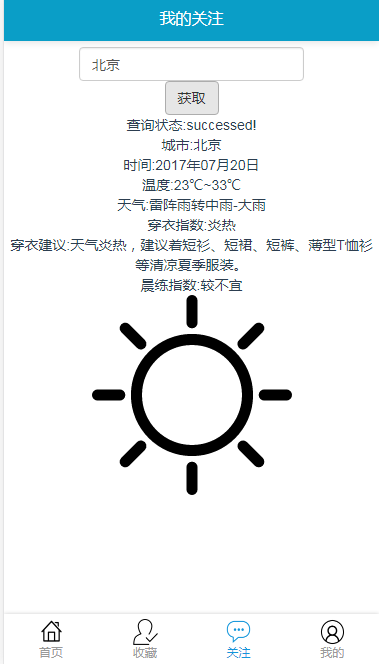 我的关注
北京
获取
查询状态:successed!
城市:北京
时间:2017年07月20日
温度:23℃~33℃
天气:雷阵雨转中雨-大雨
穿衣指数:炎热
穿衣建议:天气炎热，建议着短衫、短裙、短裤、薄型T恤衫
等清凉夏季服装。
晨练指数:较不宜
首页 收藏 关注 我的